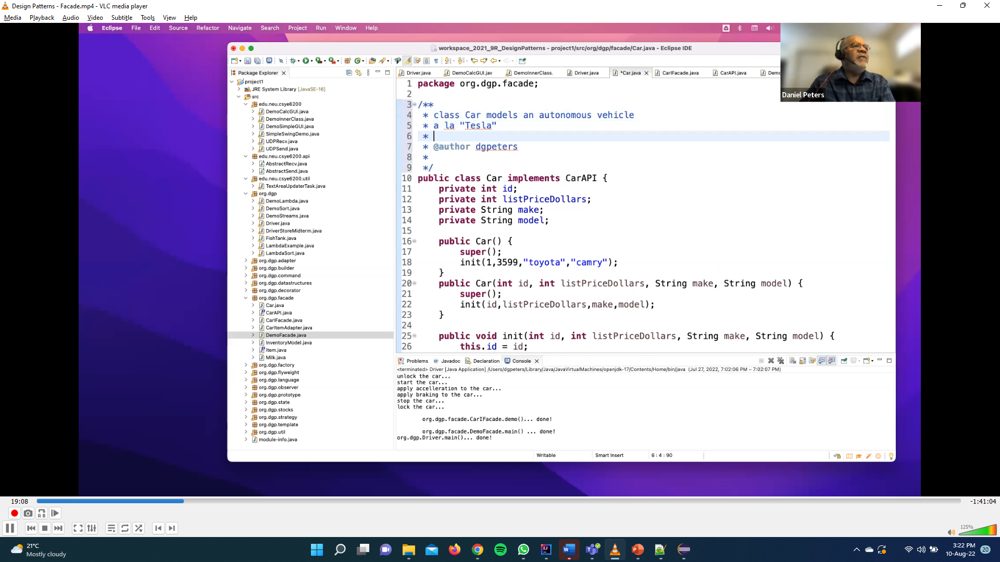 Design Patterns - Facade.mp4 - VLC media player
Media Playback Audio Video Subtitle Tools View Help
Eclipse File Edit Source Refactor Navigate Search Project Run Window Help
workspace_2021_9R_DesignPatterns - project1/src/org/dgp/facade/Car.java - Eclipse IDE
Daniel Peters
Package Explorer
Driver.java DemoCalcGUI.jav DemoInnerClass. Driver.java *Car.java CarIFacade.java CarAPI.java Demo
project1
JRE System Library [JavaSE-16]
src
edu.neu.csye6200
DemoCalcGUI.java
DemoInnerClass.java
DemoSimpleGUI.java
SimpleSwingDemo.java
UDPRecv.java
UDPSend.java
edu.neu.csye6200.api
AbstractRecv.java
AbstractSend.java
edu.neu.csye6200.util
TextAreaUpdaterTask.java
org.dgp
DemoLambda.java
DemoSort.java
DemoStreams.java
Driver.java
DriverStoreMidterm.java
FishTank.java
LambdaExample.java
LambdaSort.java
org.dgp.adapter
org.dgp.builder
org.dgp.command
org.dgp.datastructures
org.dgp.decorator
org.dgp.facade
Car.java
CarAPI.java
CarIFacade.java
CarItemAdapter.java
DemoFacade.java
InventoryModel.java
Item.java
Milk.java
org.dgp.factory
org.dgp.flyweight
org.dgp.language
org.dgp.observer
org.dgp.prototype
org.dgp.state
org.dgp.stocks
org.dgp.strategy
org.dgp.template
org.dgp.util
module-info.java
1 package org.dgp.facade;
2
3 /**
4  * class Car models an autonomous vehicle
5  * a la "Tesla"
6  *
7  * @author dgpeters
8  *
9  */
10 public class Car implements CarAPI {
11     private int id;
12     private int listPriceDollars;
13     private String make;
14     private String model;
15
16     public Car() {
17         super();
18         init(1,3599,"toyota","camry");
19     }
20     public Car(int id, int listPriceDollars, String make, String model) {
21         super();
22         init(id,listPriceDollars,make,model);
23     }
24
25     public void init(int id, int listPriceDollars, String make, String model) {
26         this.id = id;
Problems Javadoc Declaration Console
<terminated> Driver [Java Application] /Users/dgpeters/Library/Java/JavaVirtualMachines/openjdk-17/Contents/Home/bin/java (Jul 27, 2022, 7:02:06 PM – 7:02:07 PM)
unlock the car...
start the car...
apply accelleration to the car...
apply braking to the car...
stop the car...
lock the car...
org.dgp.facade.CarIFacade.demo()... done!
org.dgp.facade.DemoFacade.main() ... done!
org.dgp.Driver.main()... done!
Writable Smart Insert 6 : 4 : 90
19:08 -1:41:04
125%
21°C
Mostly cloudy
3:22 PM
10-Aug-22
20